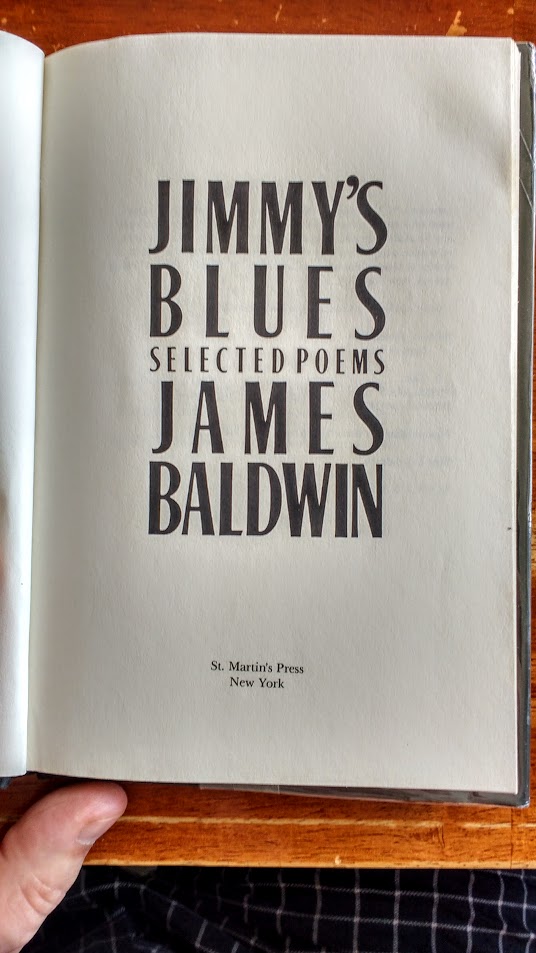 JIMMY'S
BLUES
SELECTED POEMS
JAMES
BALDWIN
St. Martin's Press
New York